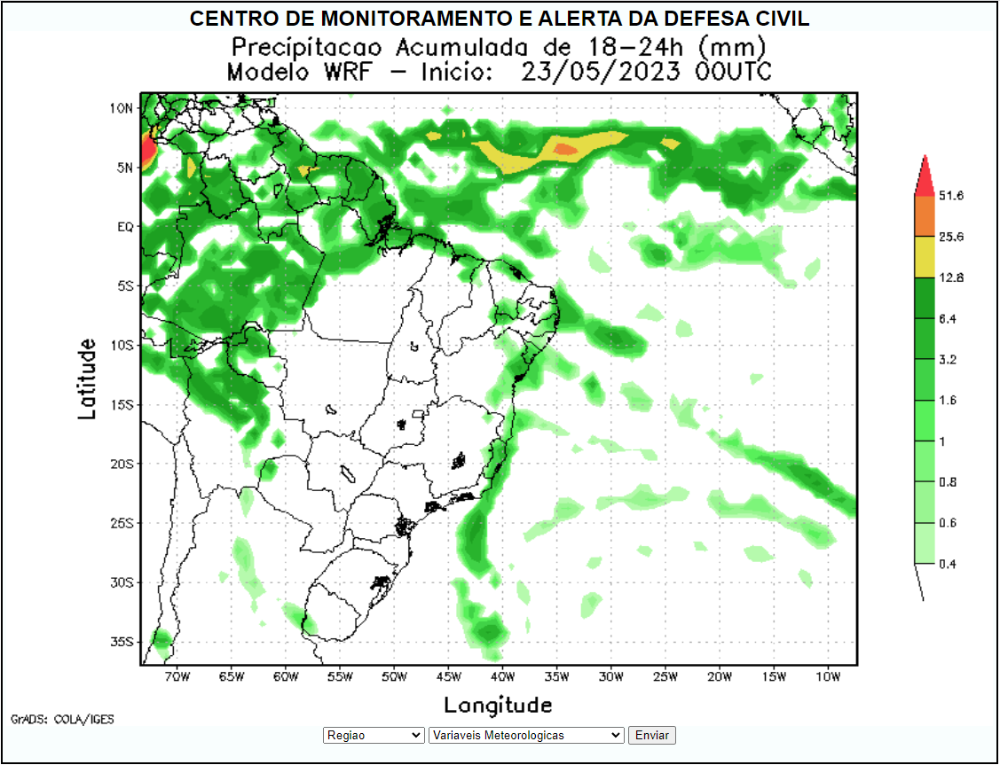 CENTRO DE MONITORAMENTO E ALERTA DA DEFESA CIVIL
Precipitacao Acumulada de 18-24h (mm)
Modelo WRF - Inicio: 23/05/2023 00UTC
10N
5N
EQ
5S
10S
15S
20S
25S
30S
35S
Latitude
70W 65W 60W 55W 50W 45W 40W 35W 30W 25W 20W 15W 10W
Longitude
51.6
25.6
12.8
6.4
3.2
1.6
1
0.8
0.6
0.4
GrADS: COLA/IGES
Regiao Variaveis Meteorologicas Enviar